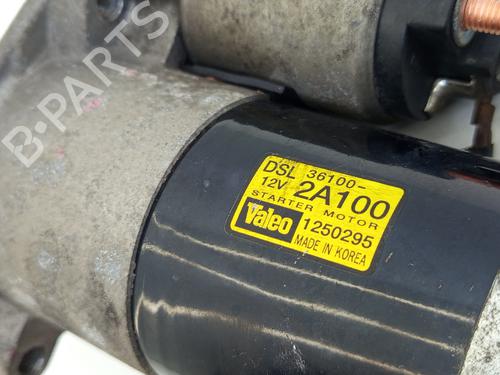 B-PARTS
DSL 36100-
12V 2A100
STARTER MOTOR
Valeo 1250295
MADE IN KOREA